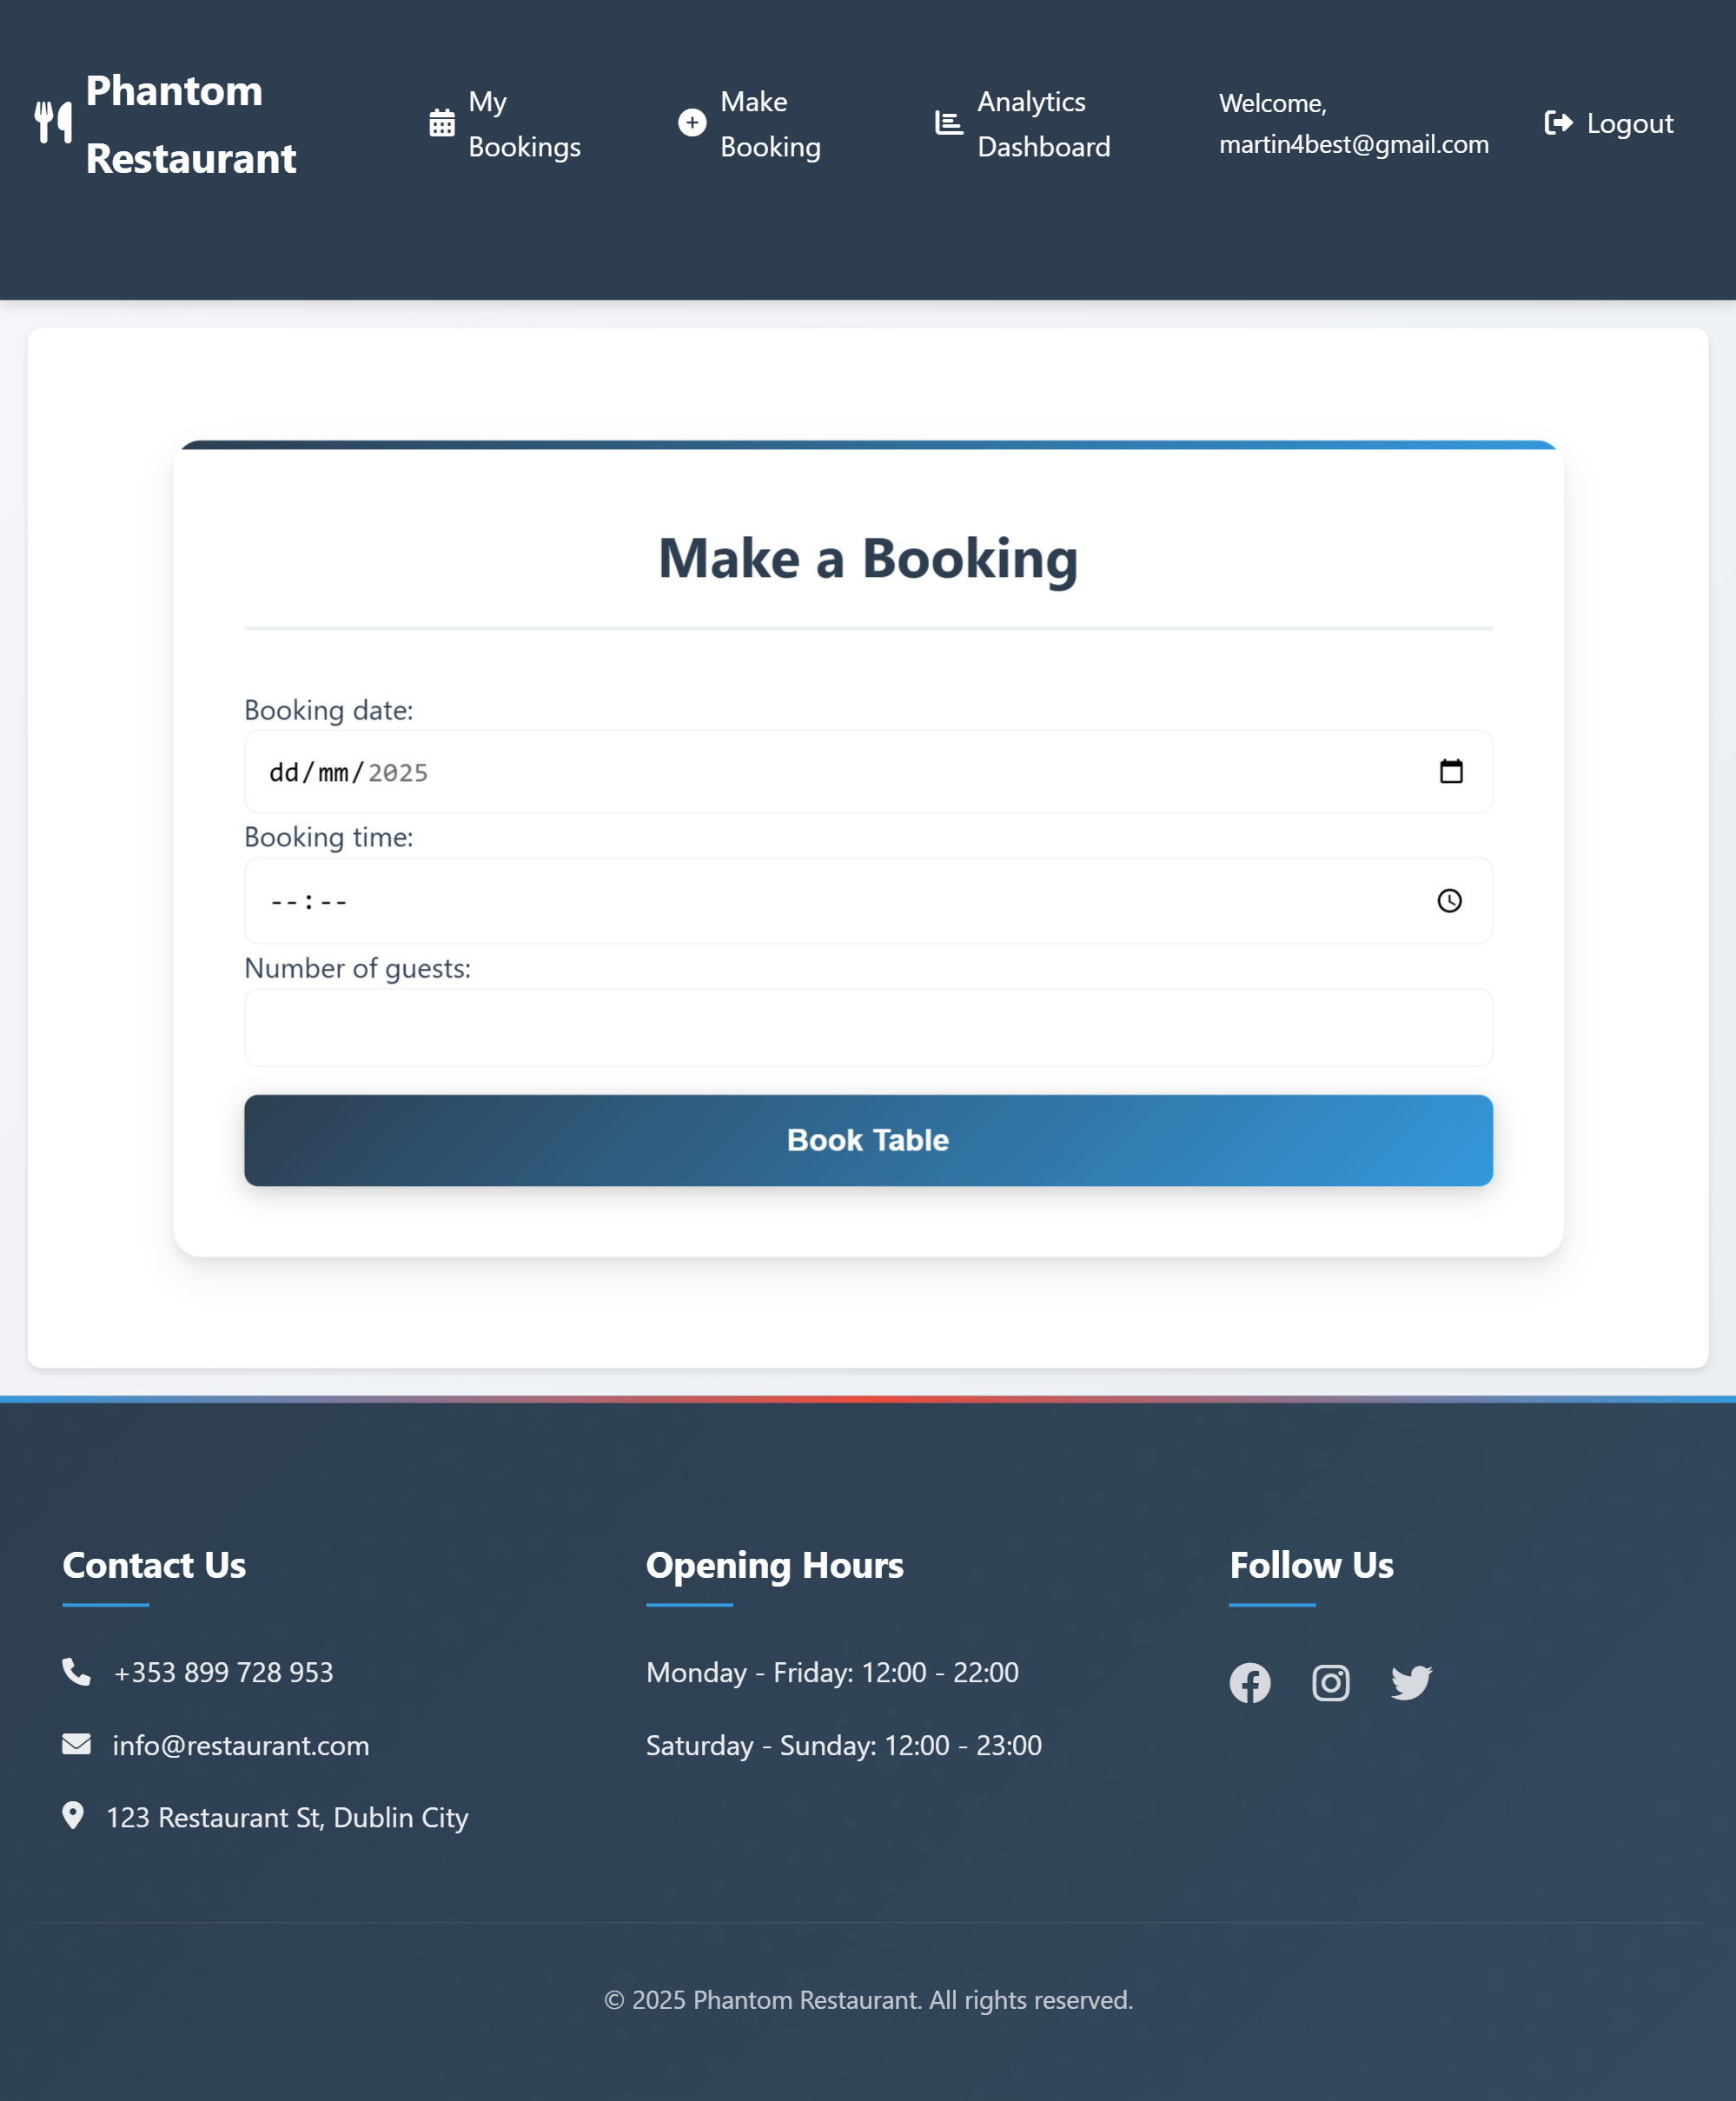 Phantom
Restaurant
My
Bookings
Make
Booking
Analytics
Dashboard
Welcome,
martin4best@gmail.com
Logout
Make a Booking
Booking date:
dd/mm/2025
Booking time:
--:--
Number of guests:
Book Table
Contact Us
+353 899 728 953
info@restaurant.com
123 Restaurant St, Dublin City
Opening Hours
Monday - Friday: 12:00 - 22:00
Saturday - Sunday: 12:00 - 23:00
Follow Us
© 2025 Phantom Restaurant. All rights reserved.